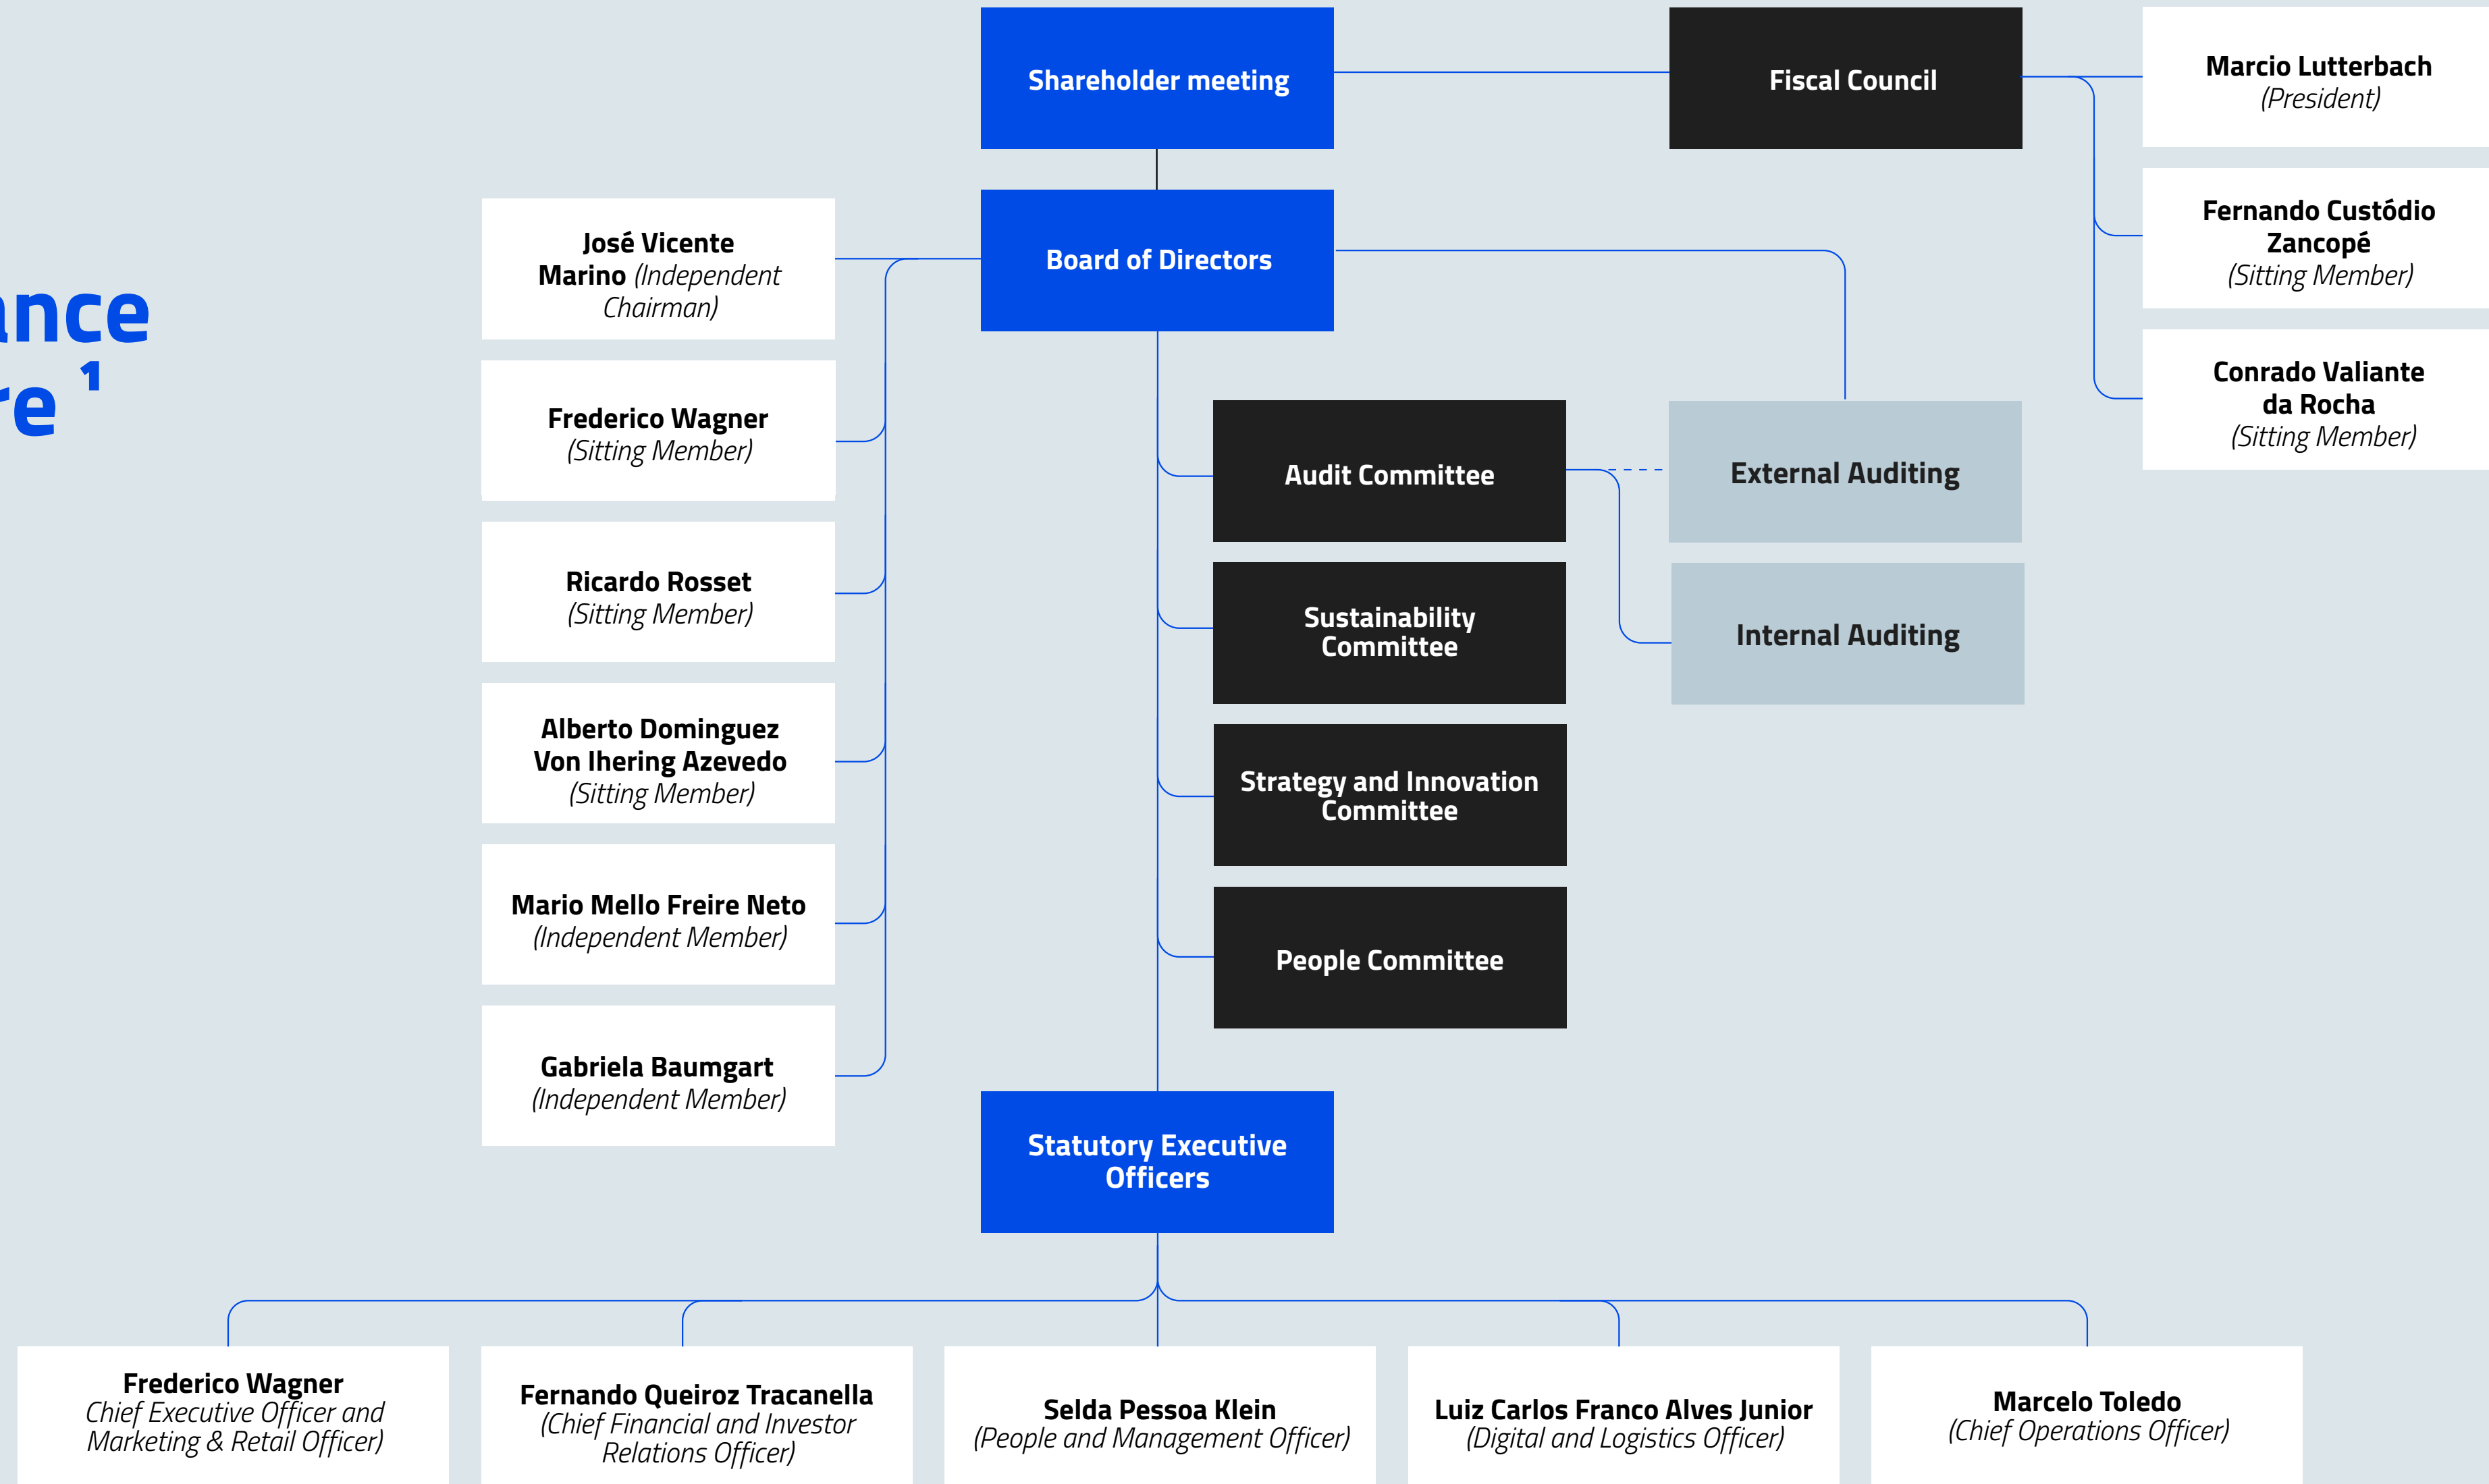 Shareholder meeting
Fiscal Council
Marcio Lutterbach
(President)
Fernando Custódio
Zancopé
(Sitting Member)
Conrado Valiante
da Rocha
(Sitting Member)
Board of Directors
José Vicente
Marino (Independent
Chairman)
Frederico Wagner
(Sitting Member)
Ricardo Rosset
(Sitting Member)
Alberto Dominguez
Von Ihering Azevedo
(Sitting Member)
Mario Mello Freire Neto
(Independent Member)
Gabriela Baumgart
(Independent Member)
ance
re ¹
Audit Committee
External Auditing
Internal Auditing
Sustainability
Committee
Strategy and Innovation
Committee
People Committee
Statutory Executive
Officers
Frederico Wagner
Chief Executive Officer and
Marketing & Retail Officer)
Fernando Queiroz Tracanella
(Chief Financial and Investor
Relations Officer)
Selda Pessoa Klein
(People and Management Officer)
Luiz Carlos Franco Alves Junior
(Digital and Logistics Officer)
Marcelo Toledo
(Chief Operations Officer)